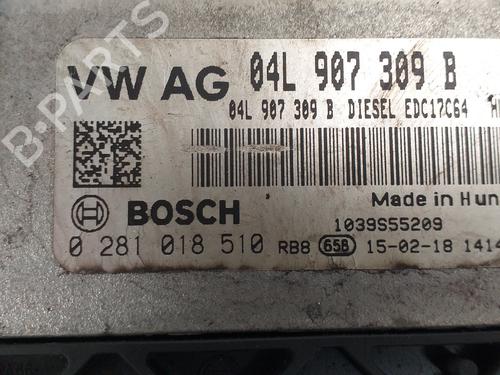 B-PARTS
VW AG 04L 907 309 B
04L 907 309 B DIESEL EDC17C64
BOSCH
Made in Hun
1039S55209
0 281 018 510 RB8 65B 15-02-18 1414